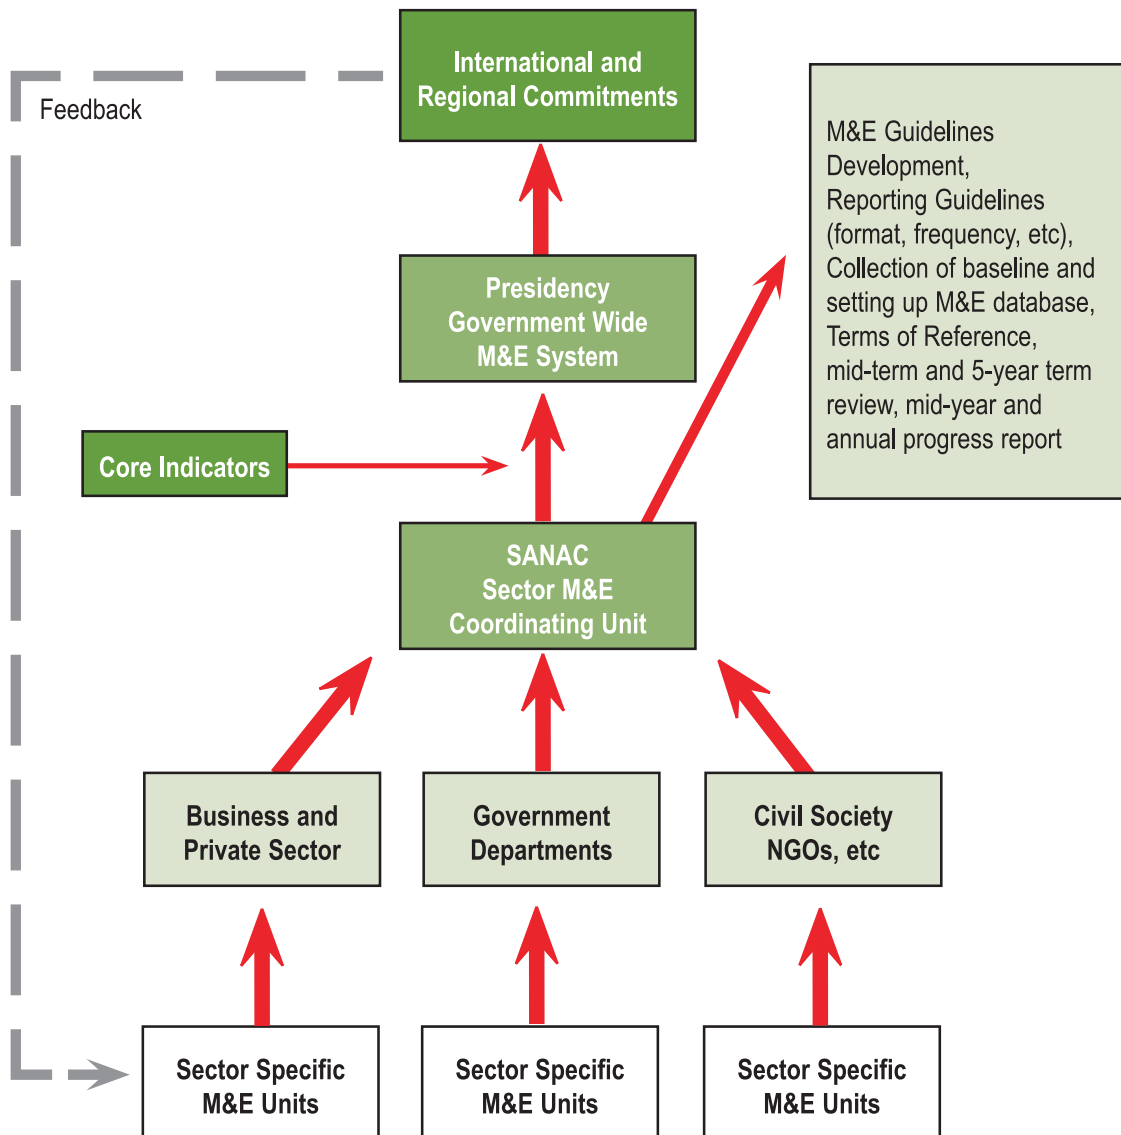 International and
Regional Commitments
Feedback
M&E Guidelines
Development,
Reporting Guidelines
(format, frequency, etc),
Collection of baseline and
setting up M&E database,
Terms of Reference,
mid-term and 5-year term
review, mid-year and
annual progress report
Presidency
Government Wide
M&E System
Core Indicators
SANAC
Sector M&E
Coordinating Unit
Business and
Private Sector
Government
Departments
Civil Society
NGOs, etc
Sector Specific
M&E Units
Sector Specific
M&E Units
Sector Specific
M&E Units